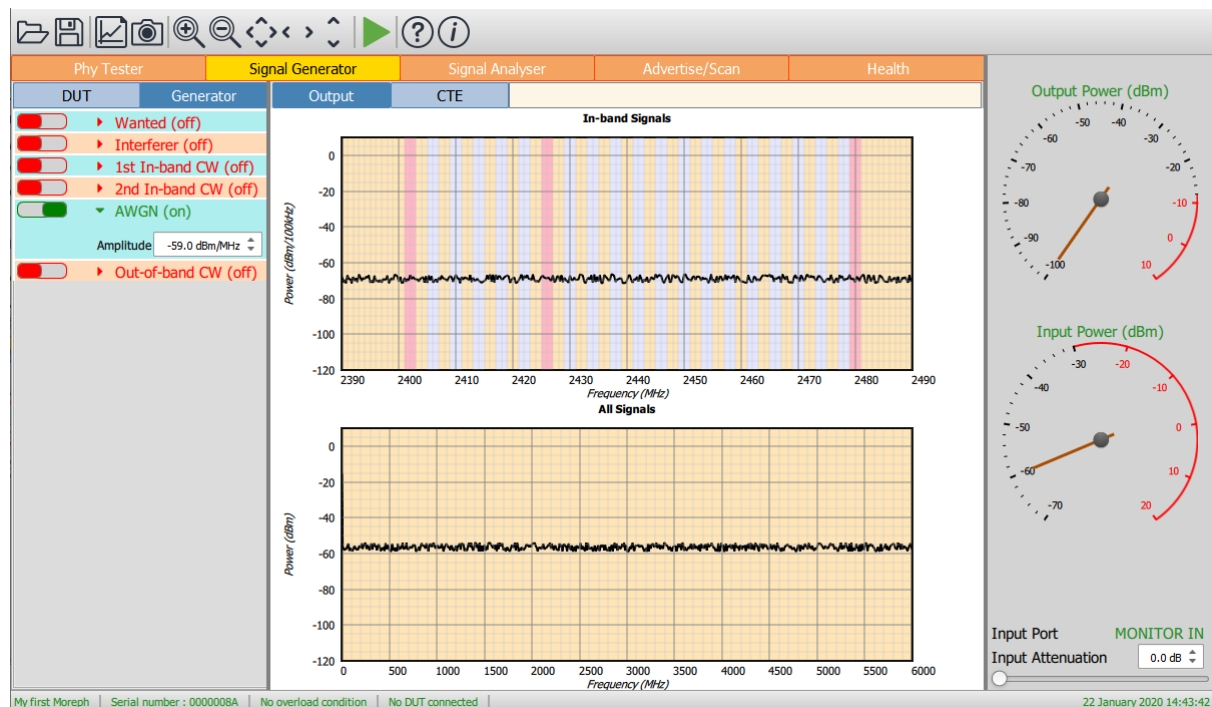 Phy Tester Signal Generator Signal Analyser Advertise/Scan Health
DUT Generator Output CTE
Wanted (off)
Interferer (off)
1st In-band CW (off)
2nd In-band CW (off)
AWGN (on)
Amplitude -59.0 dBm/MHz
Out-of-band CW (off)
In-band Signals
Power (dBm/100kHz)
0
-20
-40
-60
-80
-100
-120
2390 2400 2410 2420 2430 2440 2450 2460 2470 2480 2490
Frequency (MHz)
All Signals
Power (dBm)
0
-20
-40
-60
-80
-100
-120
0 500 1000 1500 2000 2500 3000 3500 4000 4500 5000 5500 6000
Frequency (MHz)
Output Power (dBm)
-100 -90 -80 -70 -60 -50 -40 -30 -20 -10 0 10
Input Power (dBm)
-70 -60 -50 -40 -30 -20 -10 0 10 20
Input Port MONITOR IN
Input Attenuation 0.0 dB
My first Moreph Serial number : 0000008A No overload condition No DUT connected 22 January 2020 14:43:42